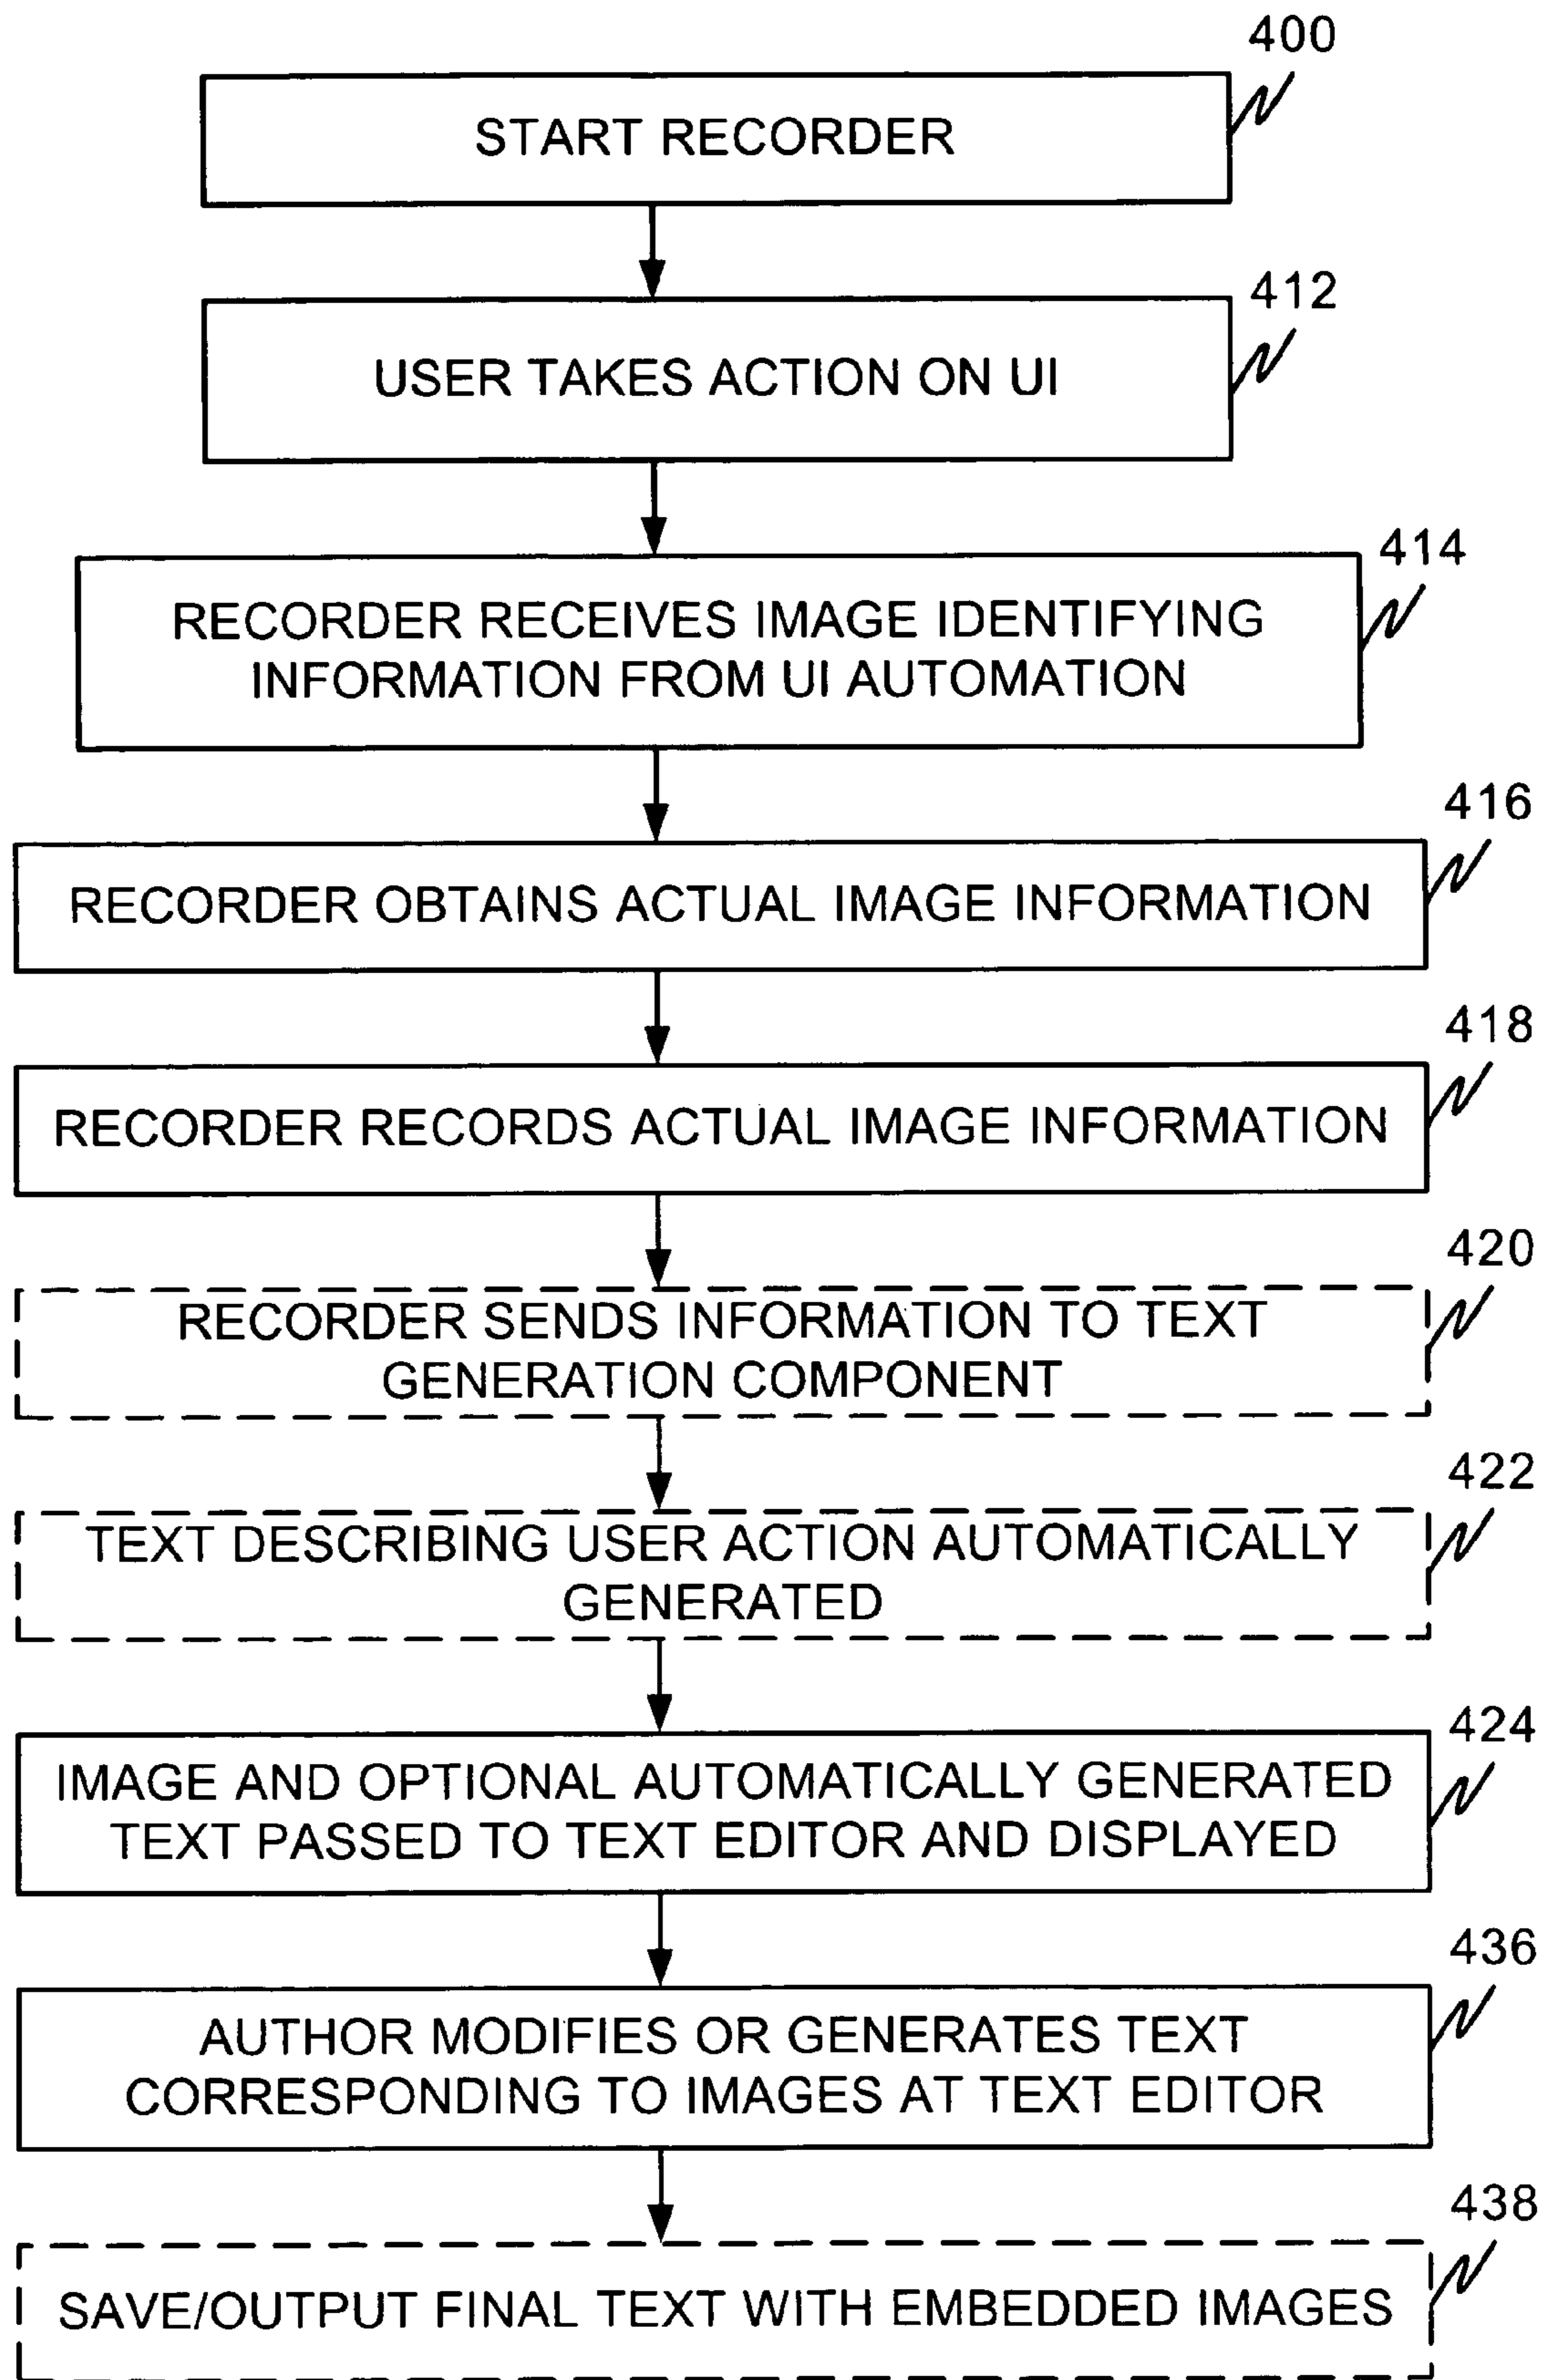 400
START RECORDER
412
USER TAKES ACTION ON UI
414
RECORDER RECEIVES IMAGE IDENTIFYING
INFORMATION FROM UI AUTOMATION
416
RECORDER OBTAINS ACTUAL IMAGE INFORMATION
418
RECORDER RECORDS ACTUAL IMAGE INFORMATION
420
RECORDER SENDS INFORMATION TO TEXT
GENERATION COMPONENT
422
TEXT DESCRIBING USER ACTION AUTOMATICALLY
GENERATED
424
IMAGE AND OPTIONAL AUTOMATICALLY GENERATED
TEXT PASSED TO TEXT EDITOR AND DISPLAYED
436
AUTHOR MODIFIES OR GENERATES TEXT
CORRESPONDING TO IMAGES AT TEXT EDITOR
438
SAVE/OUTPUT FINAL TEXT WITH EMBEDDED IMAGES